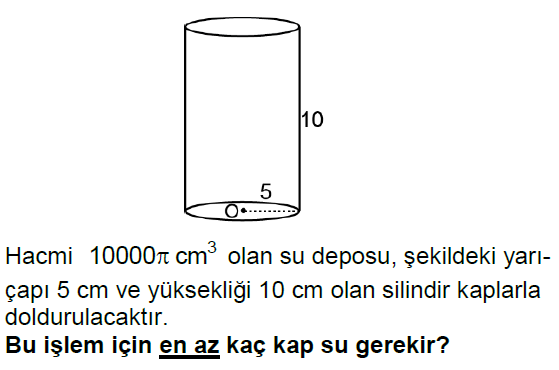 10
5
O
Hacmi 10000π cm³ olan su deposu, şekildeki yarı-
çapı 5 cm ve yüksekliği 10 cm olan silindir kaplarla
doldurulacaktır.
Bu işlem için en az kaç kap su gerekir?